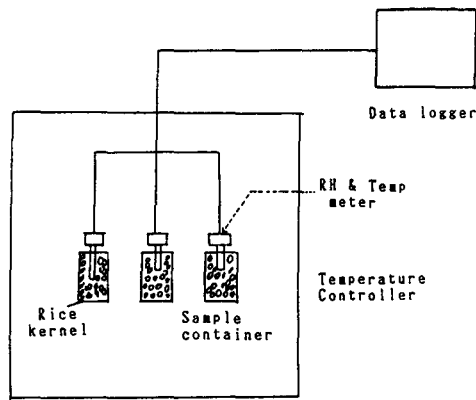 Data logger
RH & Temp
meter
Temperature
Controller
Rice
kernel
Sample
container